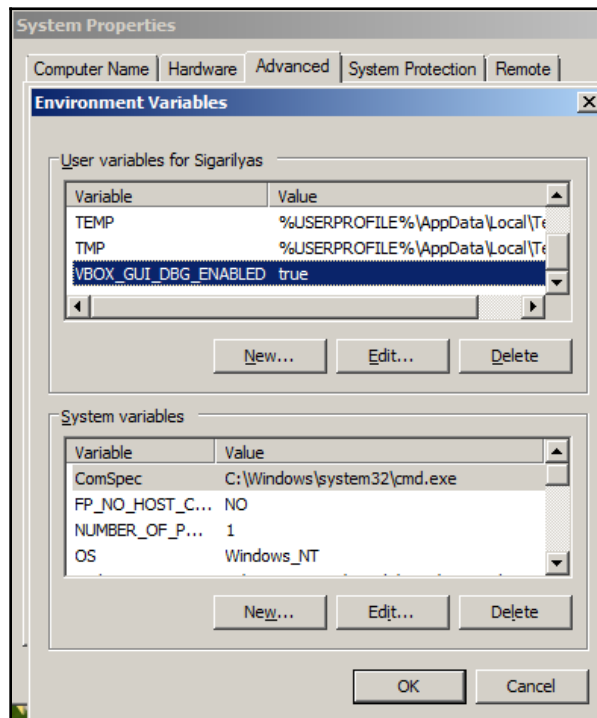 System Properties
Computer Name Hardware Advanced System Protection Remote
Environment Variables
User variables for Sigarilyas
Variable Value
TEMP %USERPROFILE%\AppData\Local\Te
TMP %USERPROFILE%\AppData\Local\Te
VBOX_GUI_DBG_ENABLED true
New... Edit... Delete
System variables
Variable Value
ComSpec C:\Windows\system32\cmd.exe
FP_NO_HOST_C... NO
NUMBER_OF_P... 1
OS Windows_NT
New... Edit... Delete
OK Cancel